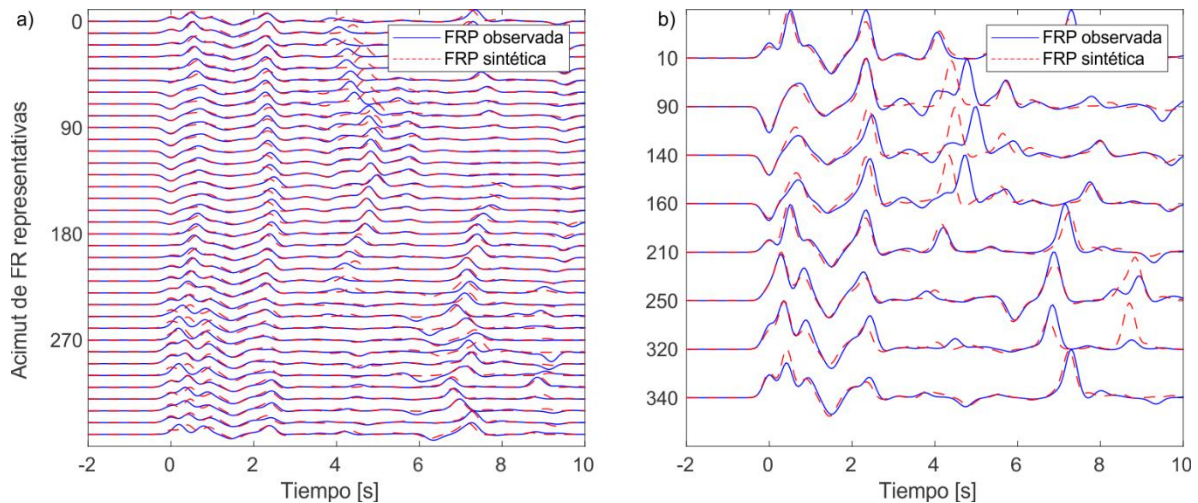 a)
FRP observada
FRP sintética
0
90
180
270
Acimut de FR representativas
-2 0 2 4 6 8 10
Tiempo [s]
b)
FRP observada
FRP sintética
10
90
140
160
210
250
320
340
-2 0 2 4 6 8 10
Tiempo [s]